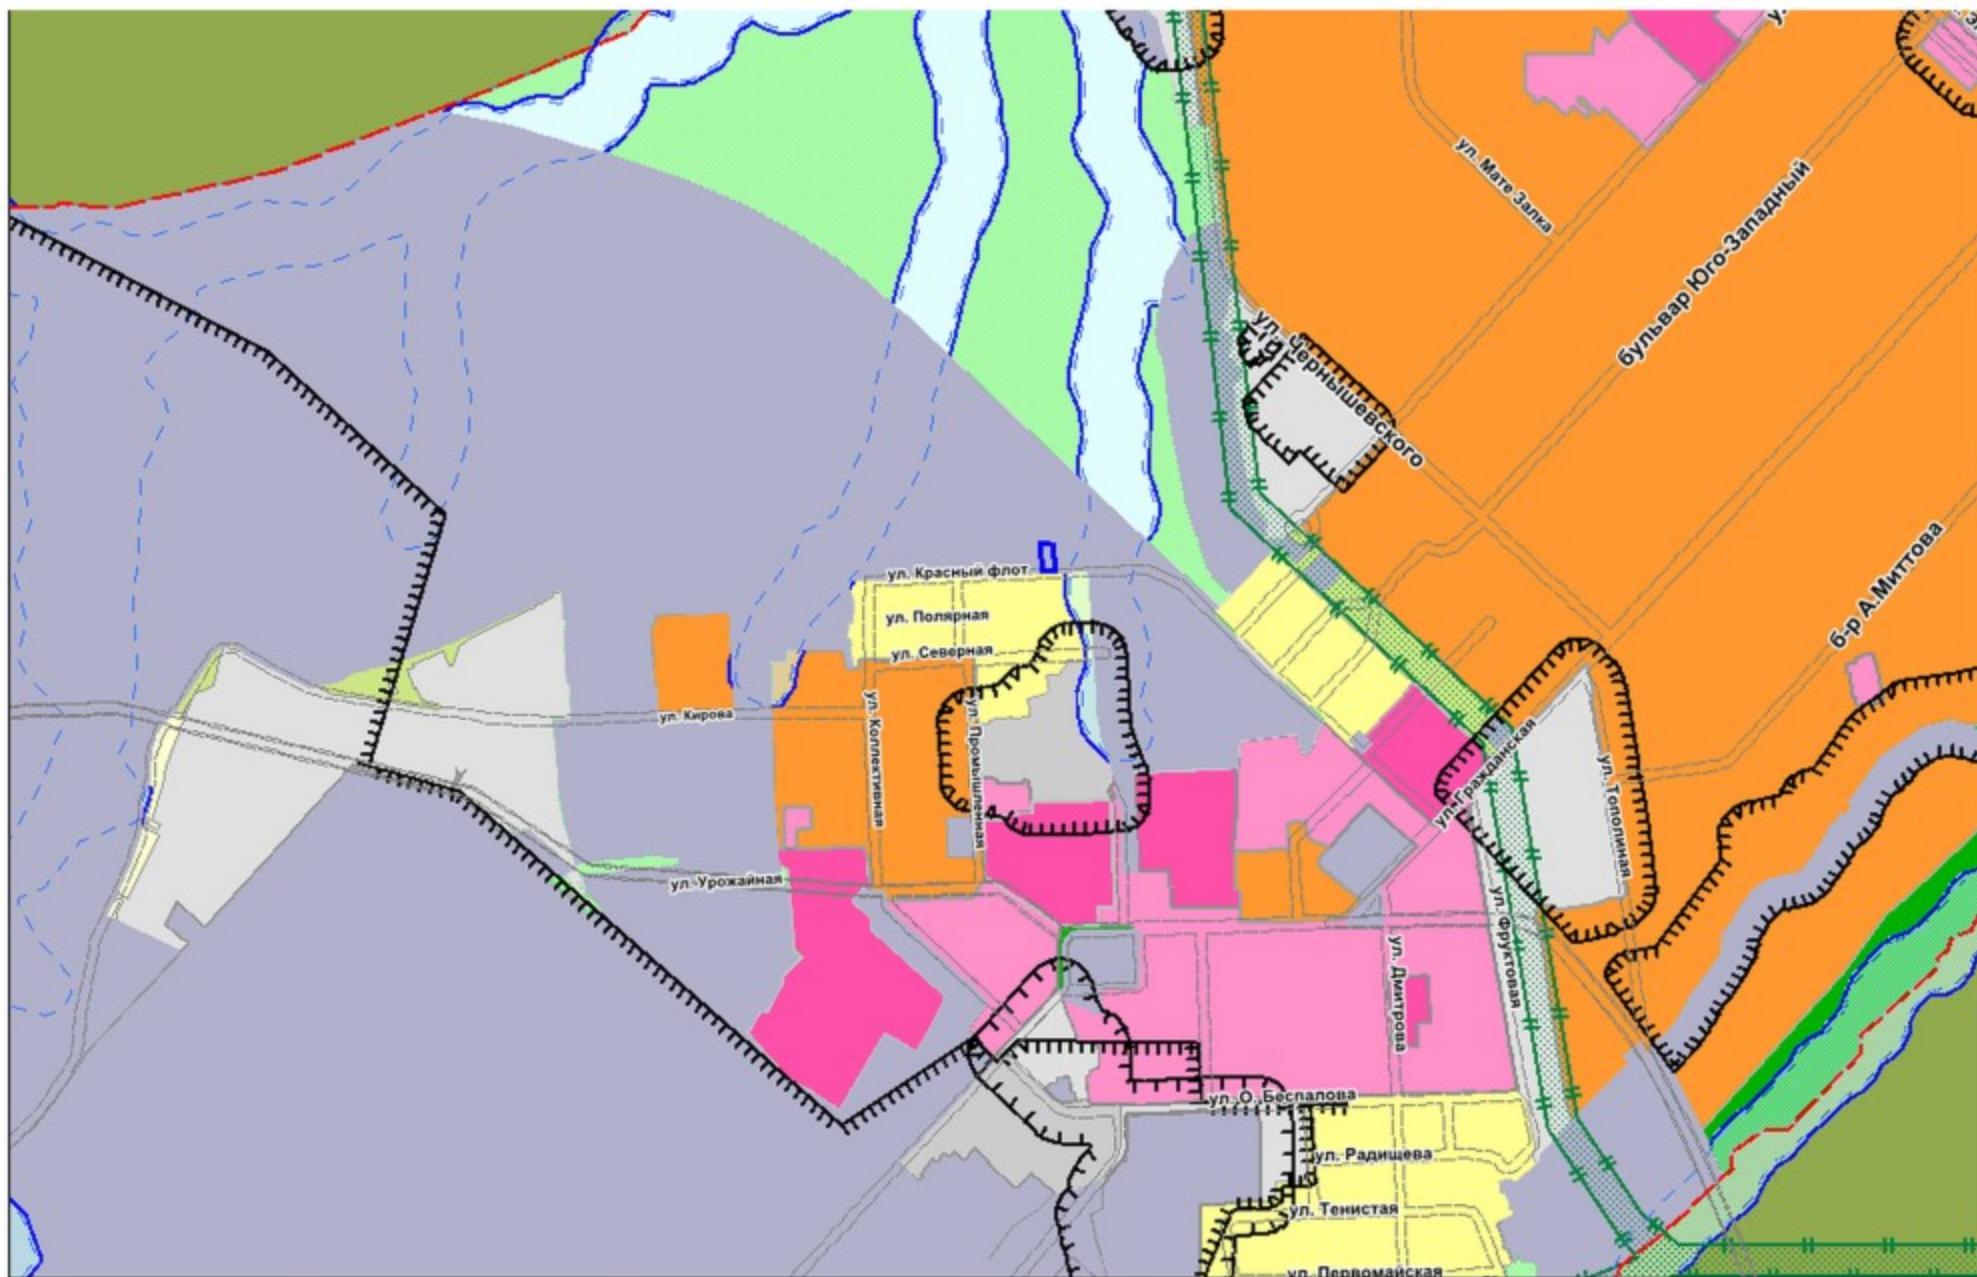 ул. Мате Залка
бульвар Юго-Западный
ул. Чернышевского
б-р А.Миттова
ул. Красный флот
ул. Полярная
ул. Северная
ул. Кирова
ул. Коллективная
ул. Промышленная
ул. Гражданская
ул. Тополиная
ул. Урожайная
ул. Фруктовая
ул. Дмитрова
ул. О. Беспалова
ул. Радищева
ул. Тенистая
ул. Первомайская